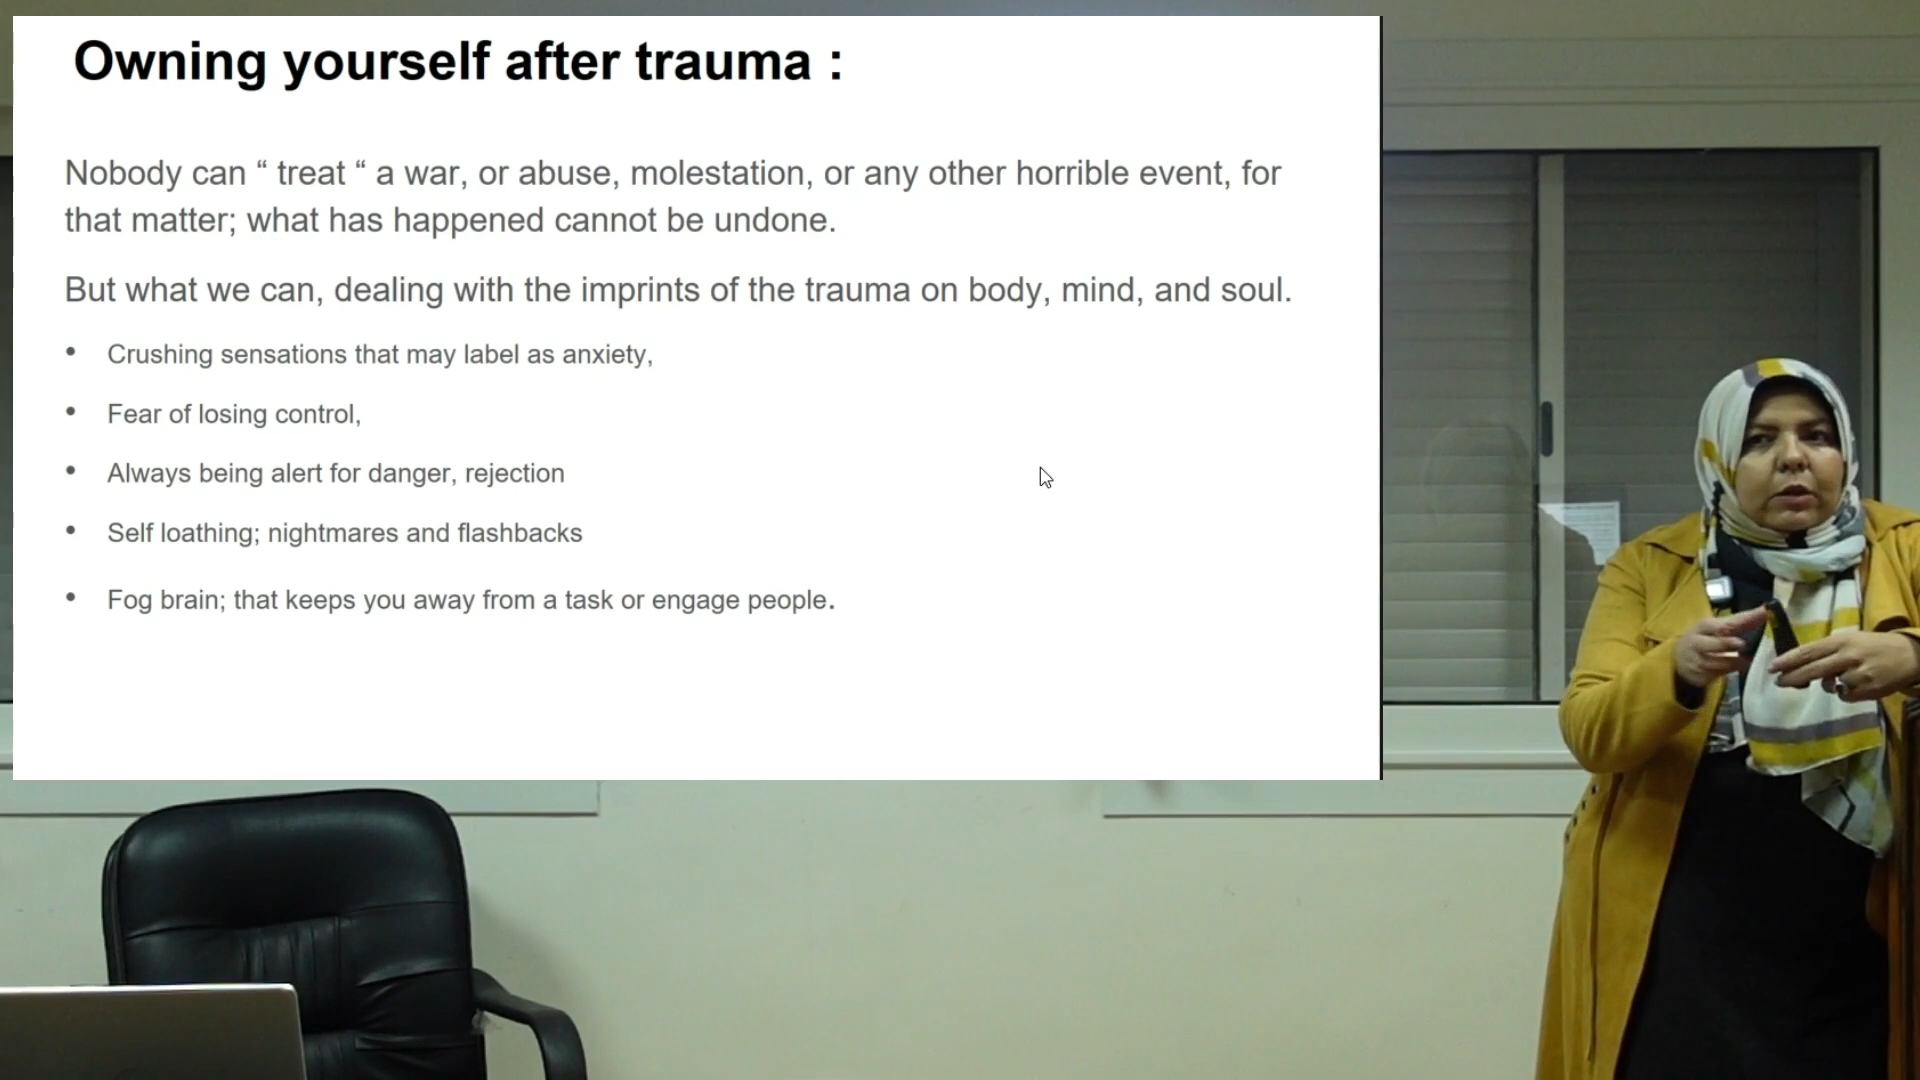 Owning yourself after trauma :
Nobody can “ treat “ a war, or abuse, molestation, or any other horrible event, for
that matter; what has happened cannot be undone.
But what we can, dealing with the imprints of the trauma on body, mind, and soul.
• Crushing sensations that may label as anxiety,
• Fear of losing control,
• Always being alert for danger, rejection
• Self loathing; nightmares and flashbacks
• Fog brain; that keeps you away from a task or engage people.